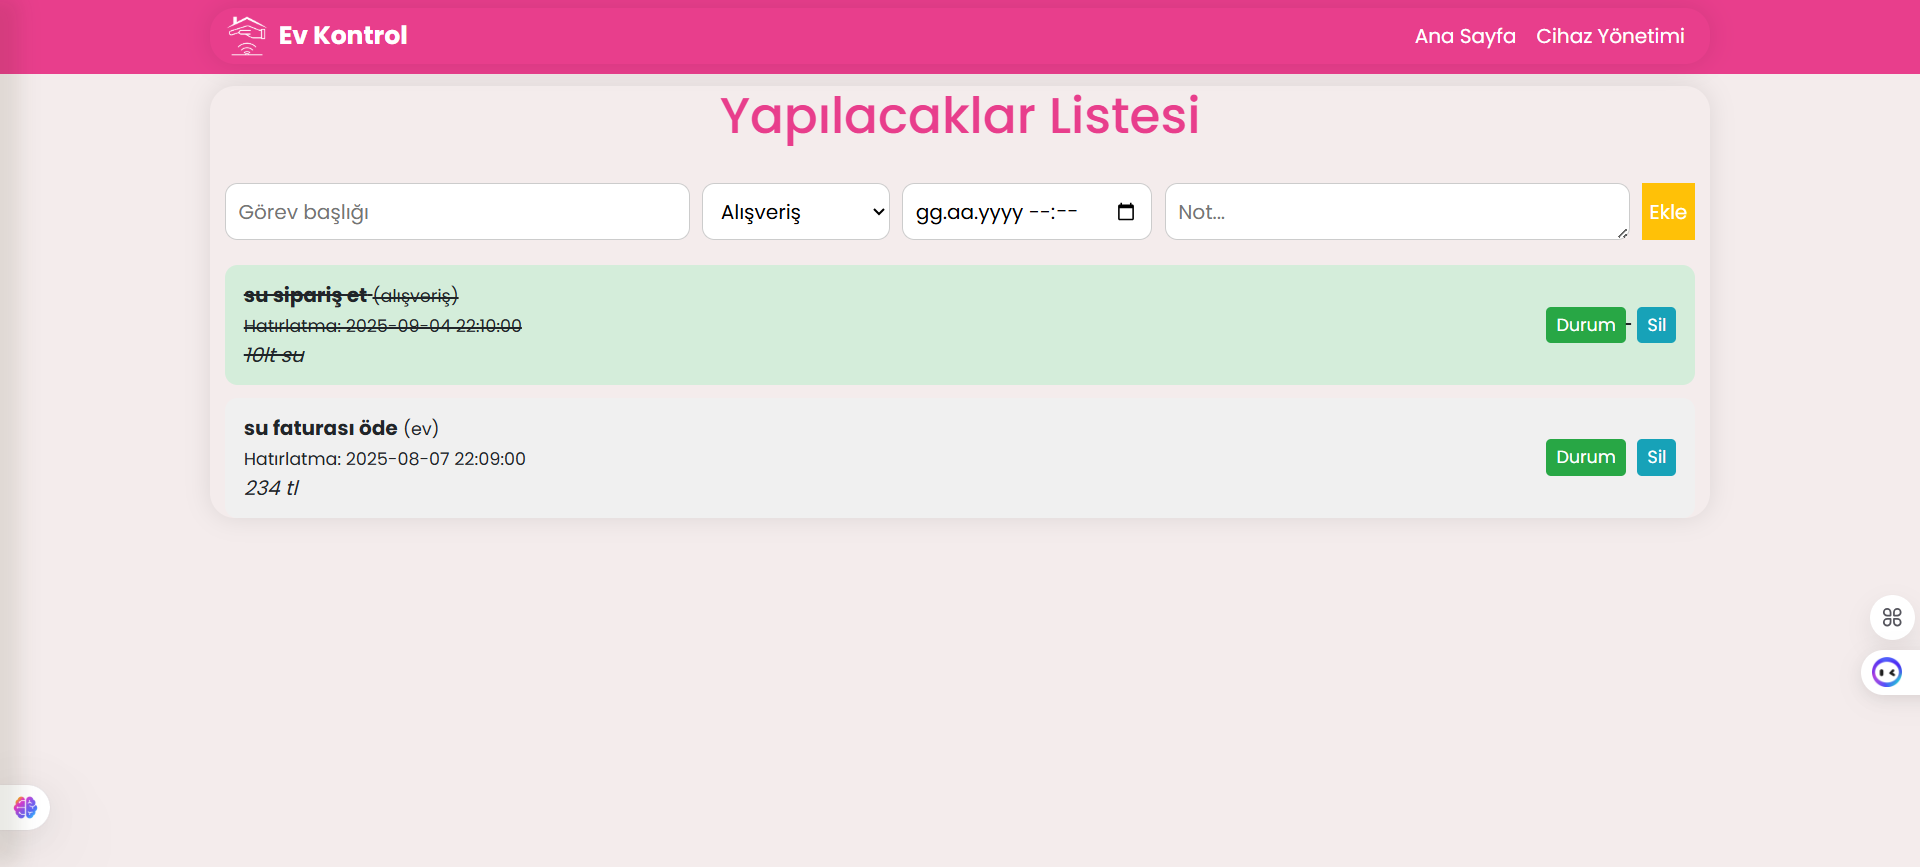 Ev Kontrol
Ana Sayfa Cihaz Yönetimi
Yapılacaklar Listesi
Görev başlığı Alışveriş gg.aa.yyyy --:-- Not... Ekle
su sipariş et (alışveriş)
Hatırlatma: 2025-09-04 22:10:00
10lt su
Durum Sil
su faturası öde (ev)
Hatırlatma: 2025-08-07 22:09:00
234 tl
Durum Sil